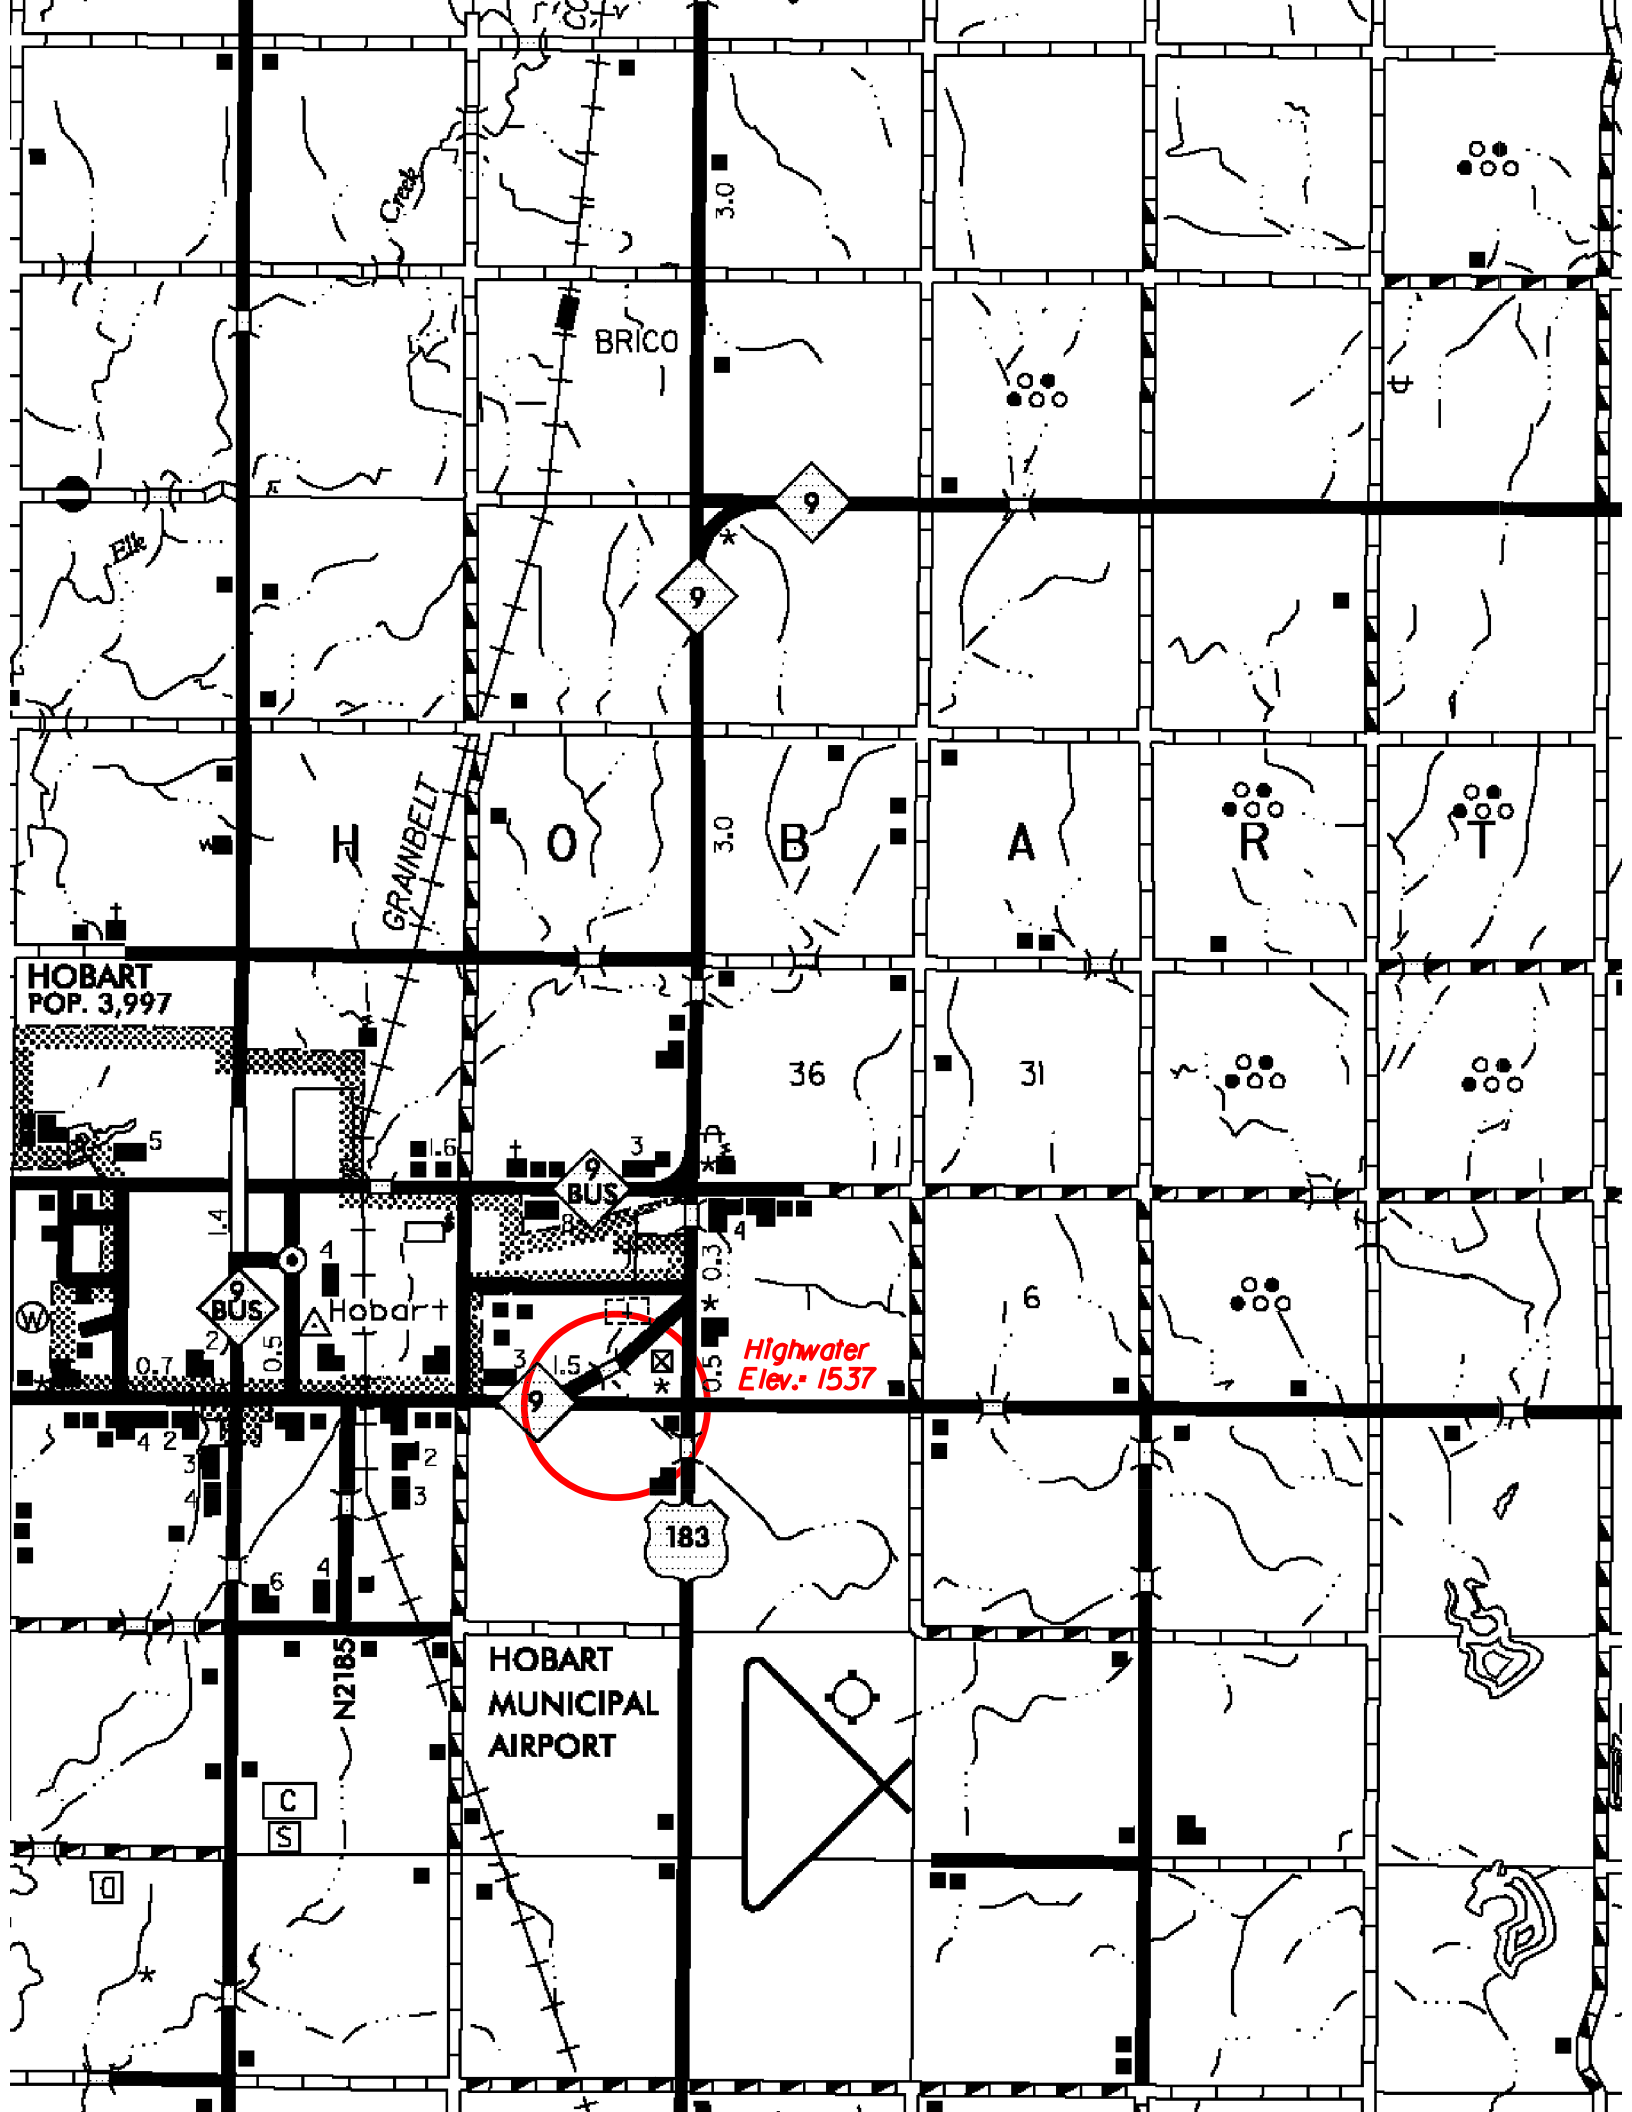 Creek
3.0
BRICO
9
Elk
9
GRAINBELT
3.0
H O B A R T
W
HOBART
POP. 3,997
36
31
5
1.6
3
9
BUS
8
4
1.4
4
0.3
9
BUS
W
Hobart
6
2
0.5
0.7
3
1.5
0.5
Highwater
Elev.= 1537
9
4
2
3
4
2
3
183
6
4
N2185
HOBART
MUNICIPAL
AIRPORT
C
S